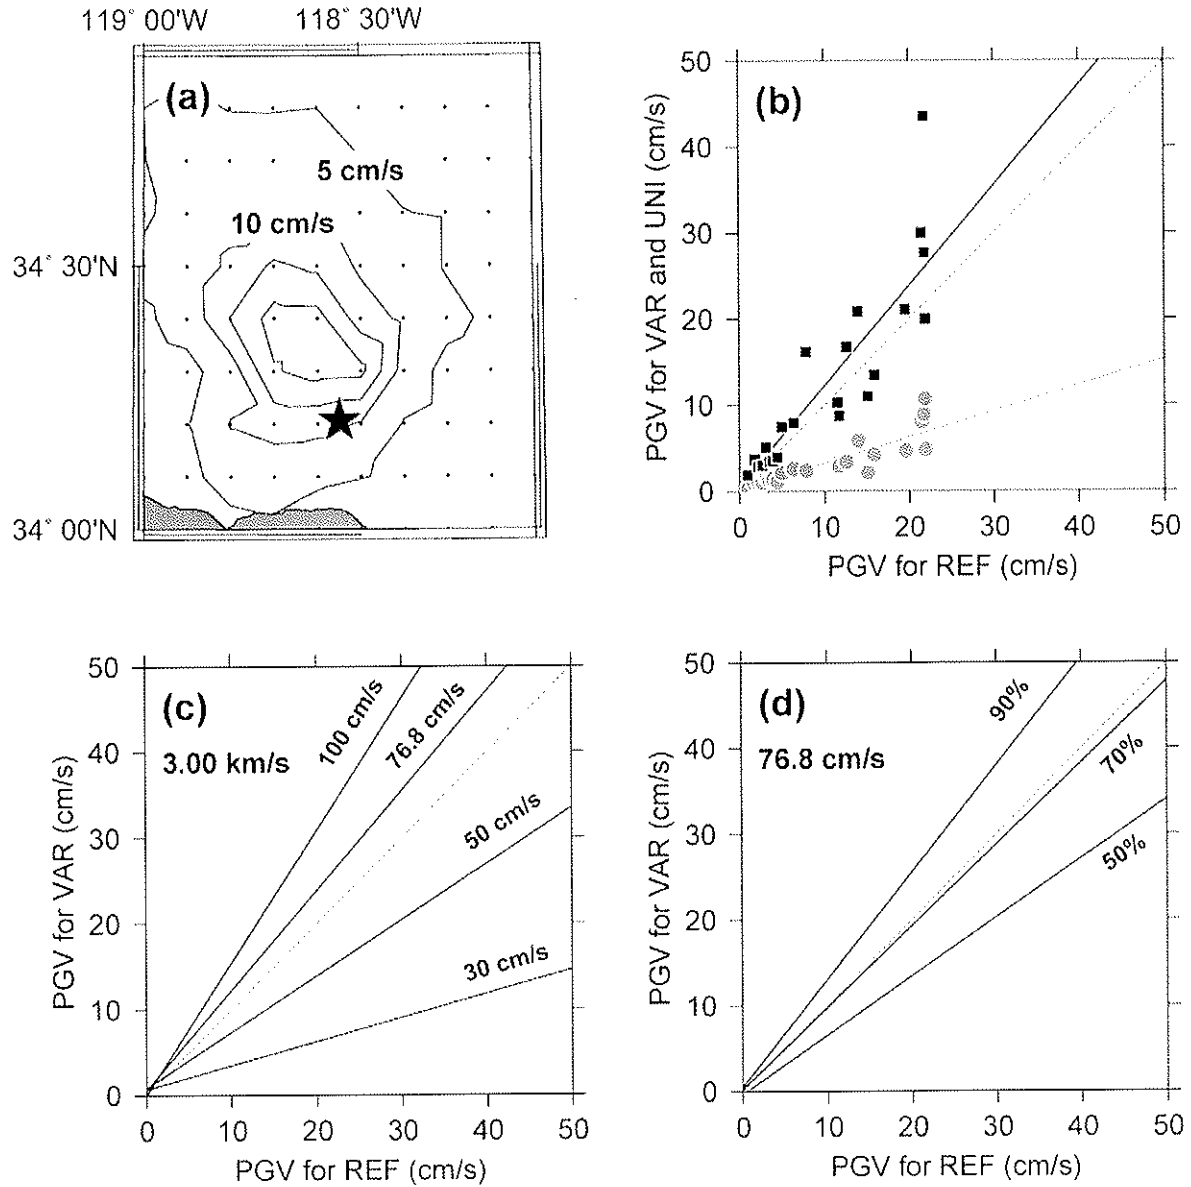 119° 00'W 118° 30'W
(a)
5 cm/s
10 cm/s
34° 30'N
34° 00'N
50
40
30
20
10
0
PGV for VAR and UNI (cm/s)
(b)
0 10 20 30 40 50
PGV for REF (cm/s)
50
40
30
20
10
0
PGV for VAR (cm/s)
(c)
3.00 km/s
100 cm/s
76.8 cm/s
50 cm/s
30 cm/s
0 10 20 30 40 50
PGV for REF (cm/s)
50
40
30
20
10
0
PGV for VAR (cm/s)
(d)
76.8 cm/s
90%
70%
50%
0 10 20 30 40 50
PGV for REF (cm/s)